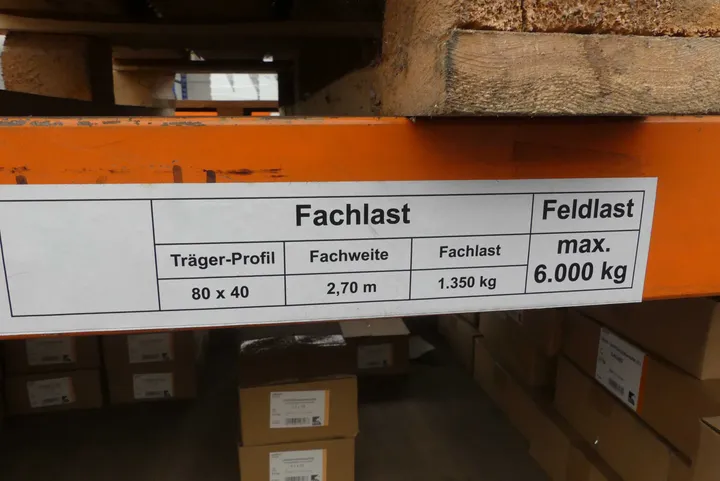 Fachlast
Feldlast
Träger-Profil
Fachweite
Fachlast
max.
80 x 40
2,70 m
1.350 kg
6.000 kg